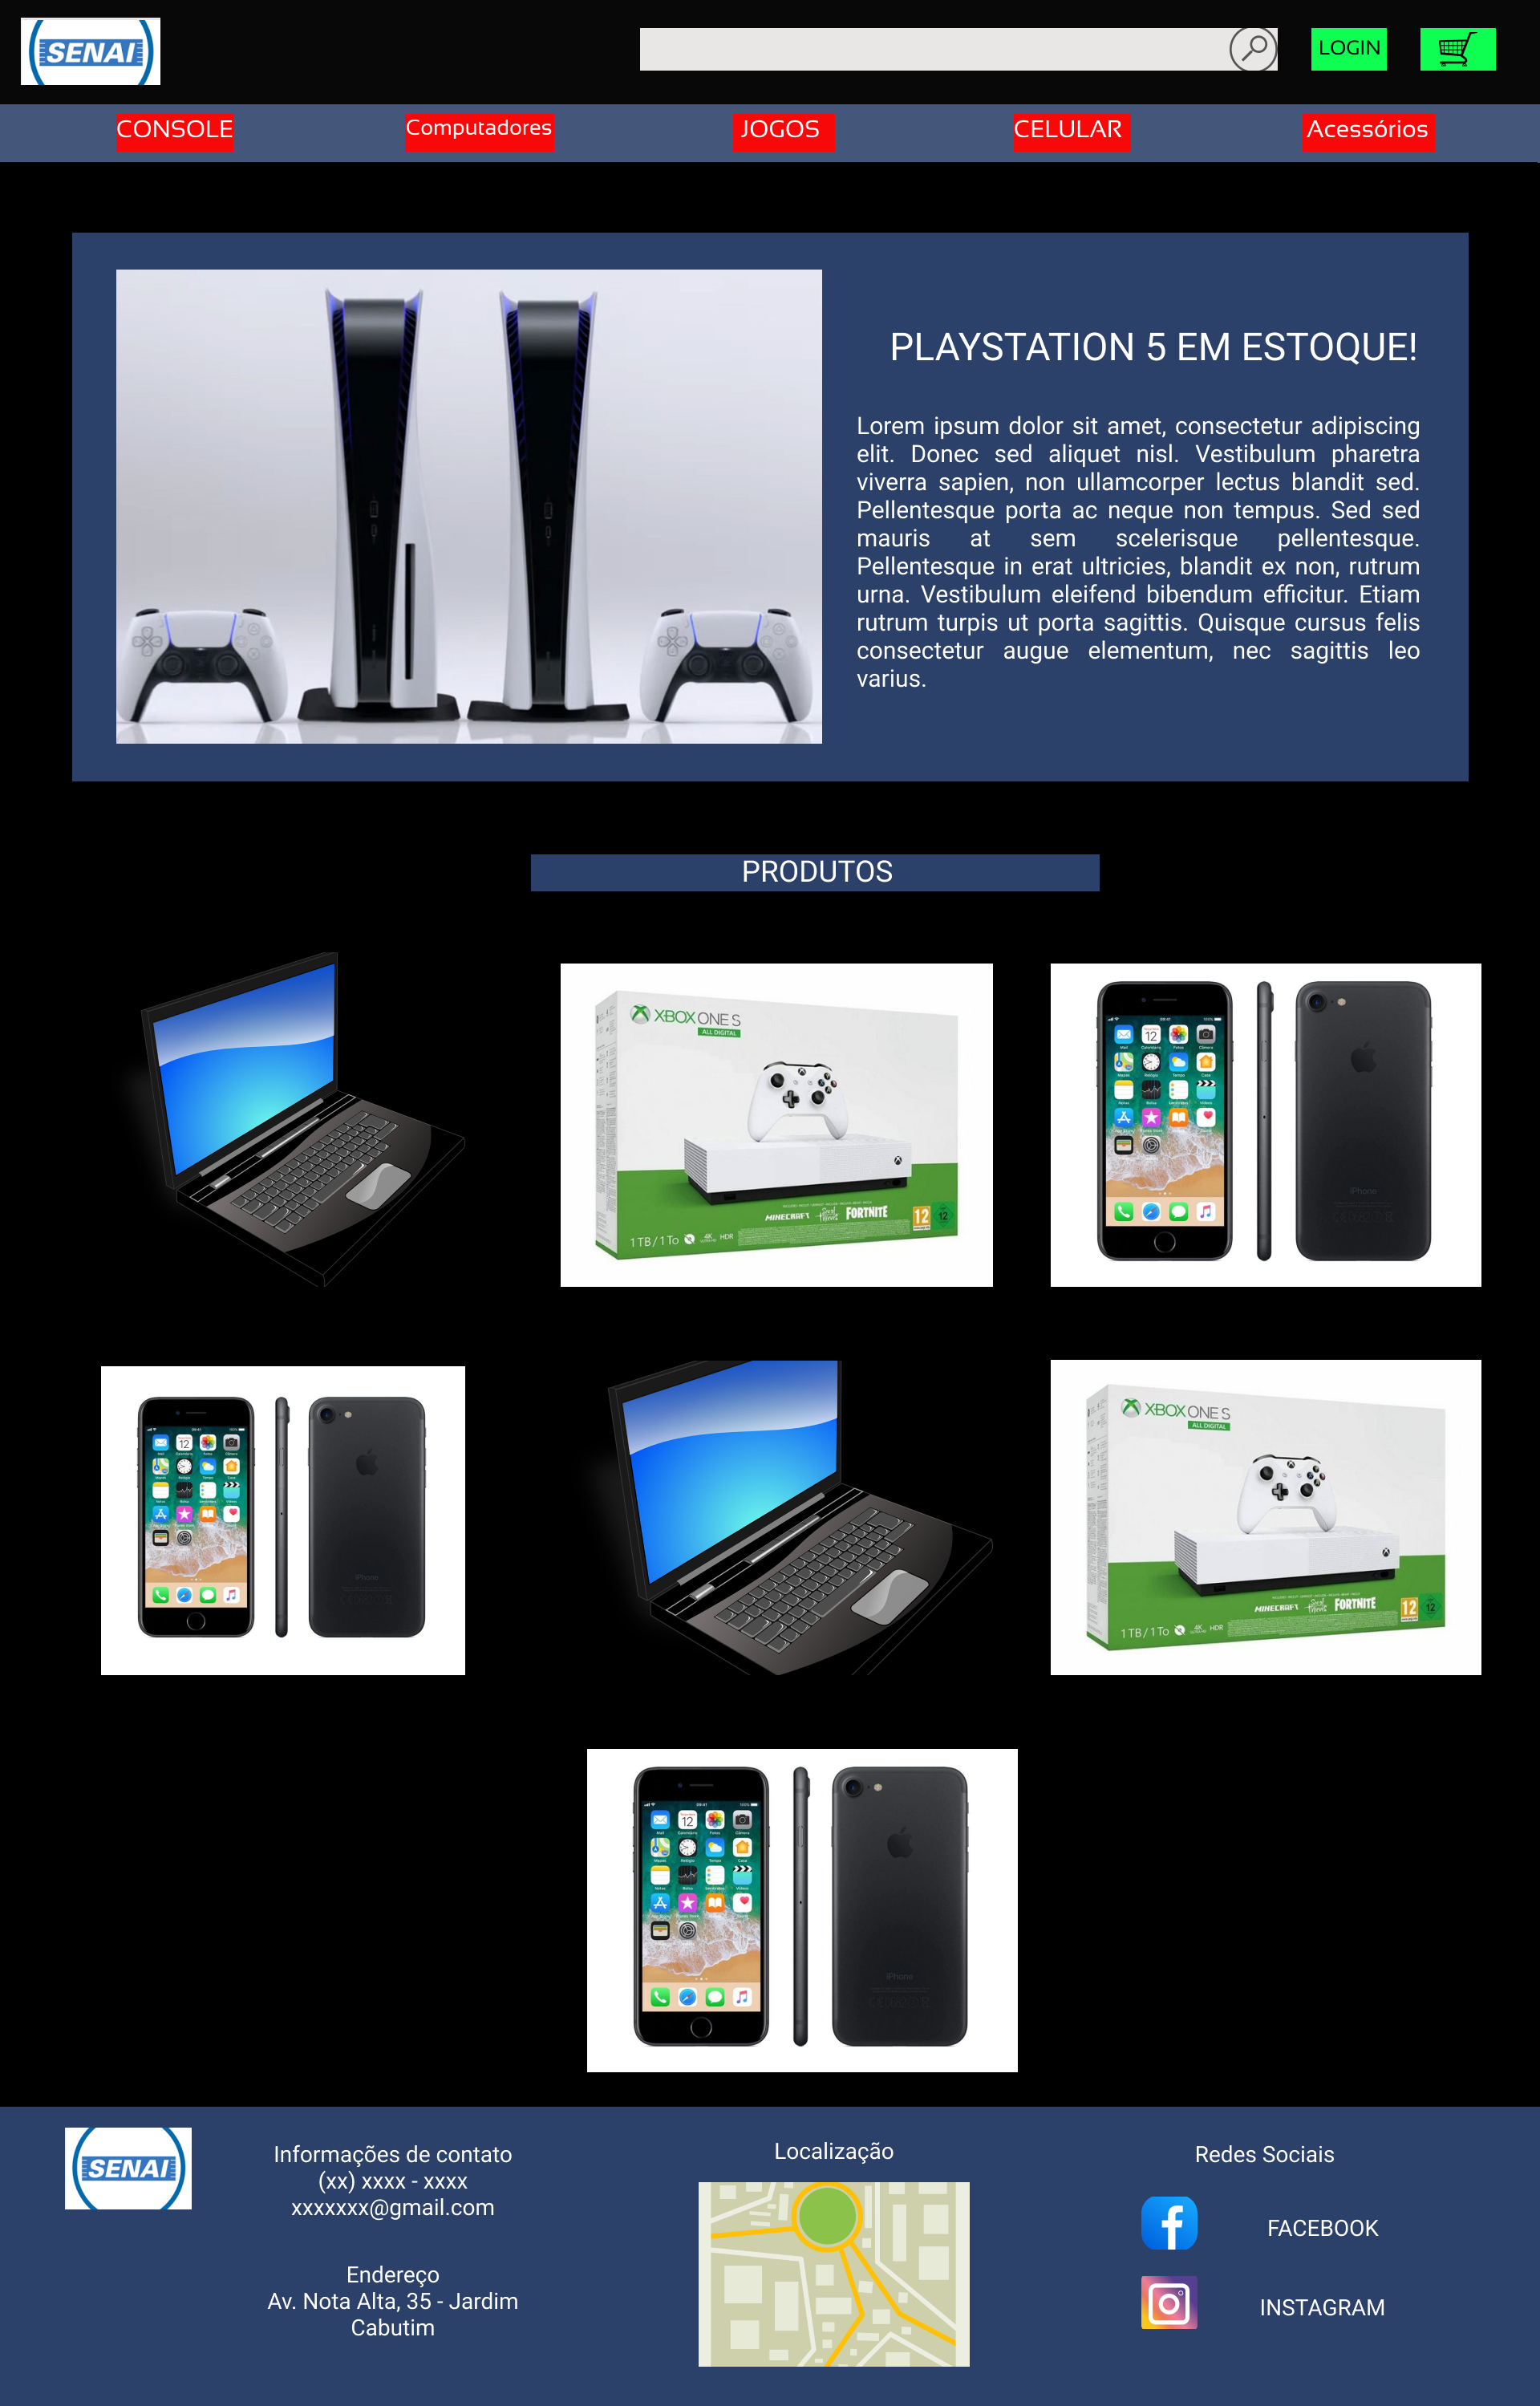 SENAI
LOGIN
CONSOLE
Computadores
JOGOS
CELULAR
Acessórios
PLAYSTATION 5 EM ESTOQUE!
Lorem ipsum dolor sit amet, consectetur adipiscing
elit. Donec sed aliquet nisl. Vestibulum pharetra
viverra sapien, non ullamcorper lectus blandit sed.
Pellentesque porta ac neque non tempus. Sed sed
mauris at sem scelerisque pellentesque.
Pellentesque in erat ultricies, blandit ex non, rutrum
urna. Vestibulum eleifend bibendum efficitur. Etiam
rutrum turpis ut porta sagittis. Quisque cursus felis
consectetur augue elementum, nec sagittis leo
varius.
PRODUTOS
XBOX ONE S
ALL DIGITAL
MINECRAFT
FORTNITE
1TB/1To
4K
HDR
12
12
12
iPhone
12
iPhone
XBOX ONE S
ALL DIGITAL
MINECRAFT
FORTNITE
1TB/1To
4K
HDR
12
12
12
iPhone
SENAI
Informações de contato
(xx) xxxx - xxxx
xxxxxxx@gmail.com
Endereço
Av. Nota Alta, 35 - Jardim
Cabutim
Localização
Redes Sociais
FACEBOOK
INSTAGRAM